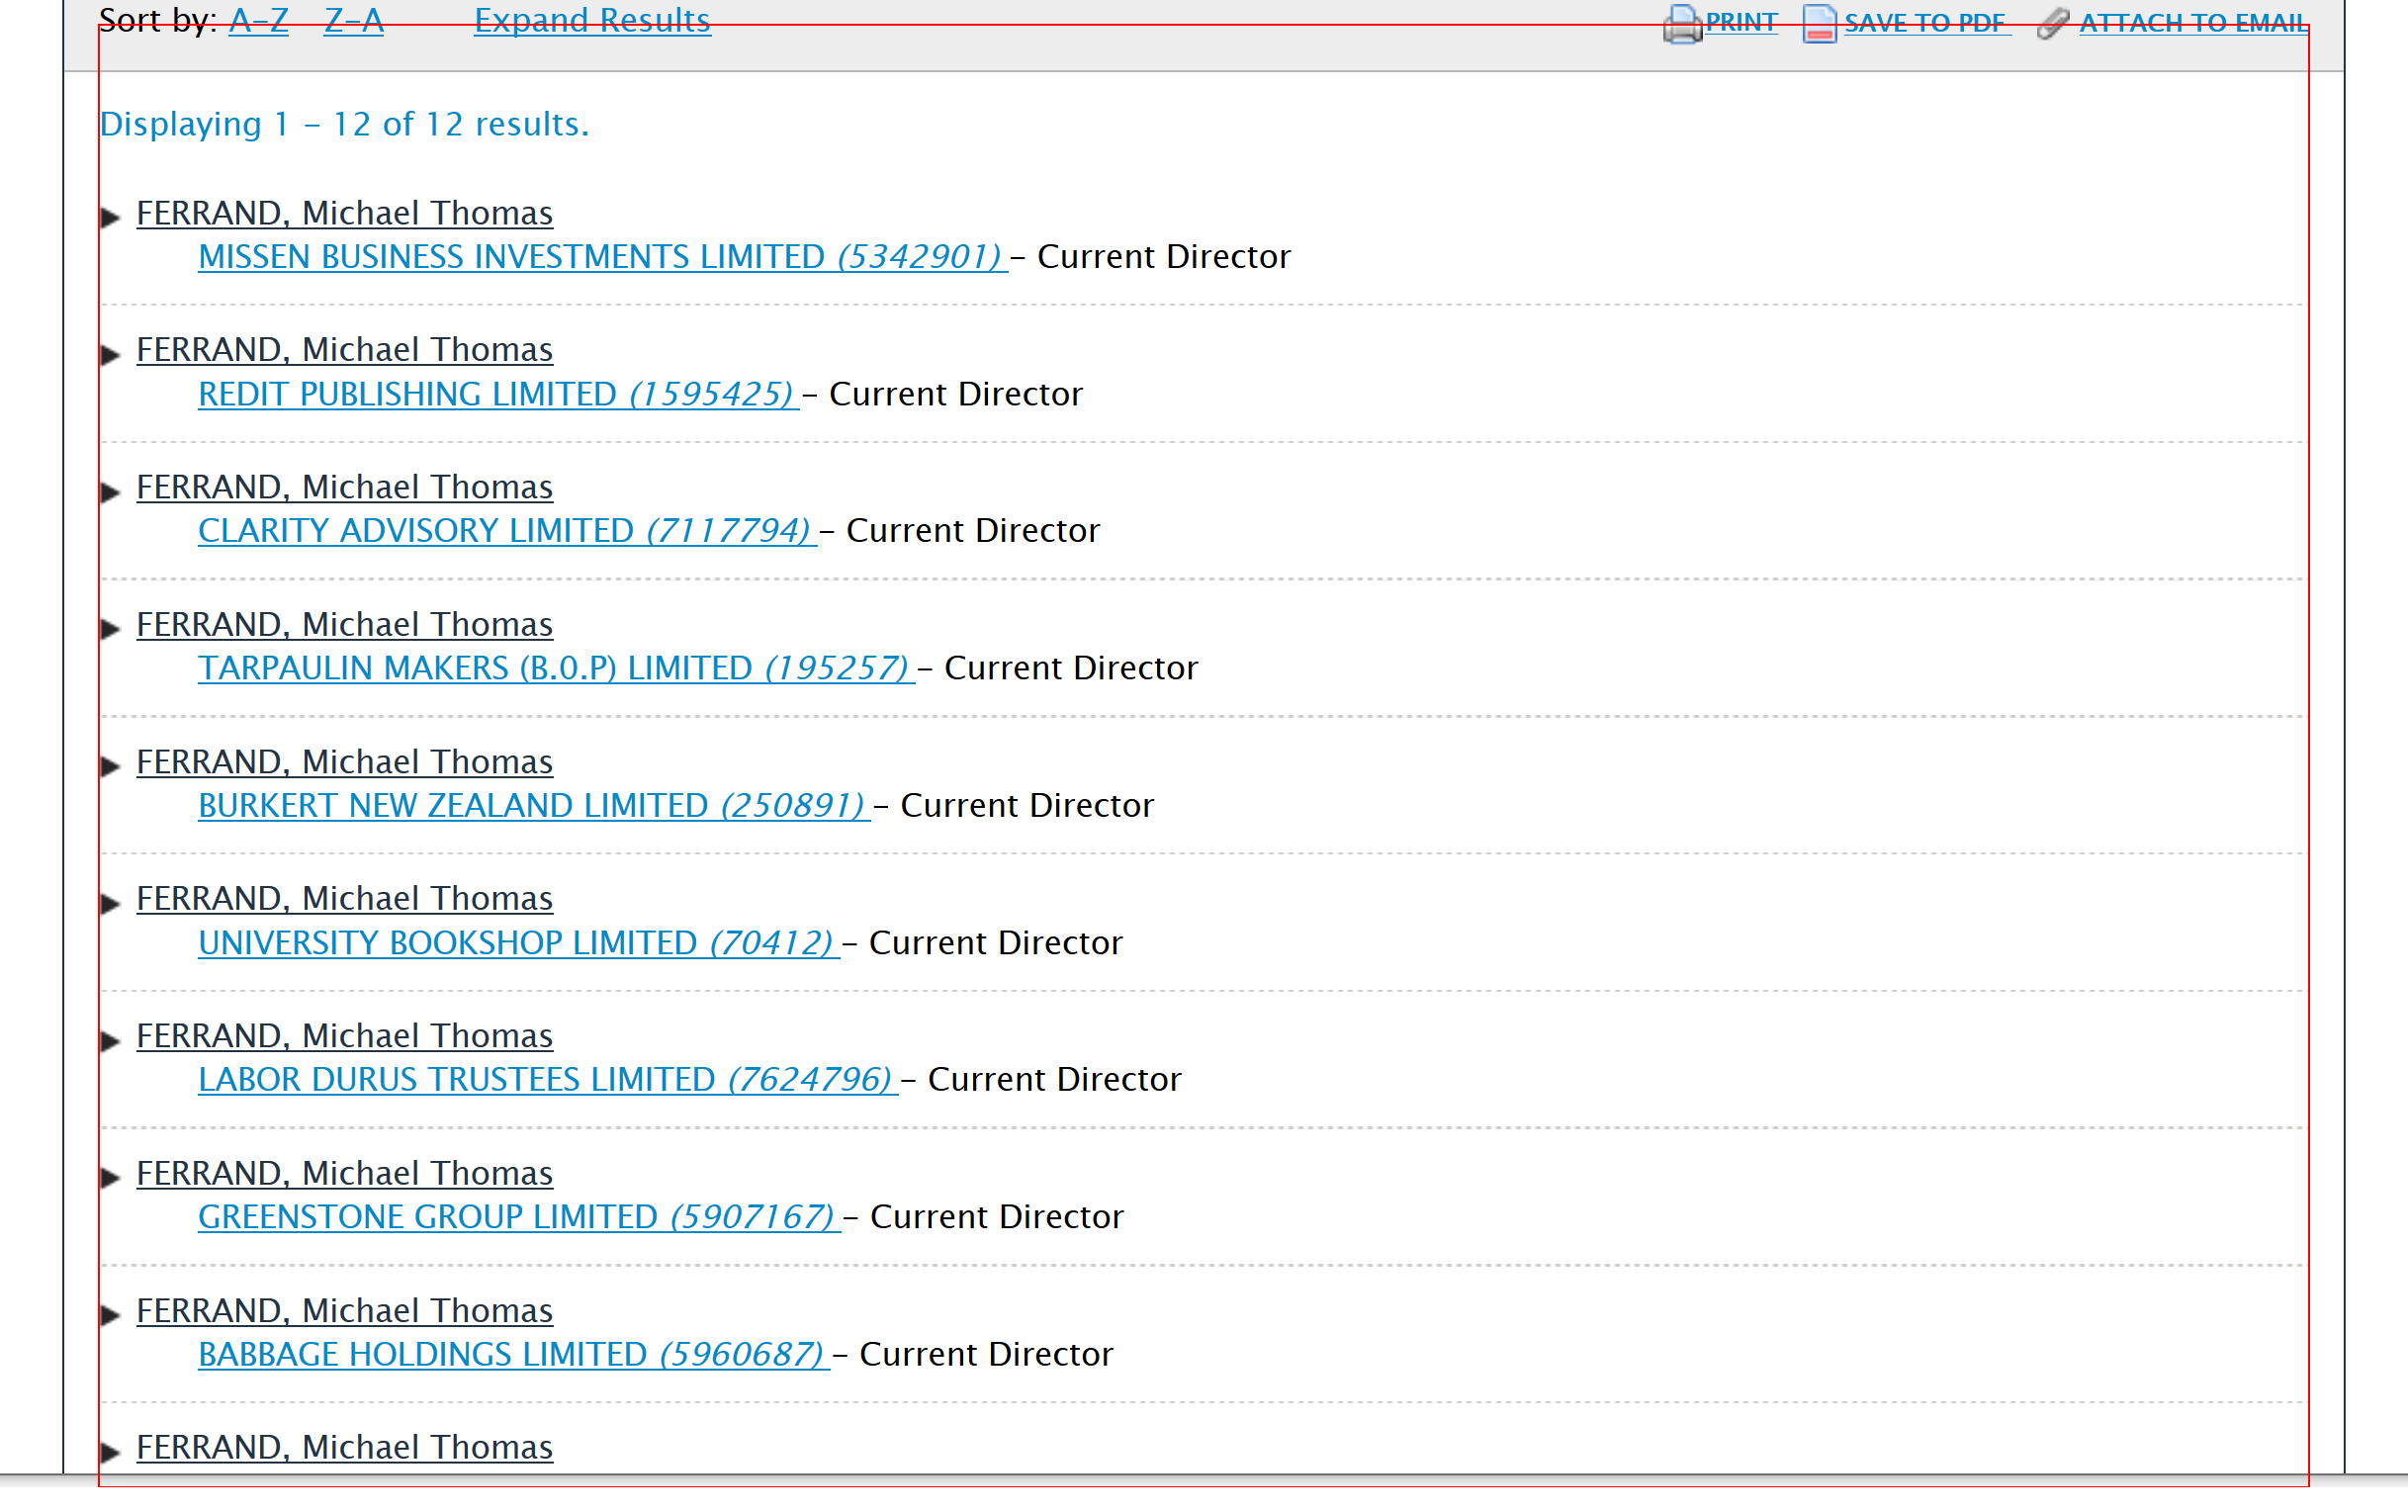 Sort by: A-Z Z-A Expand Results PRINT SAVE TO PDF ATTACH TO EMAIL
Displaying 1 - 12 of 12 results.
FERRAND, Michael Thomas
MISSEN BUSINESS INVESTMENTS LIMITED (5342901) - Current Director
FERRAND, Michael Thomas
REDIT PUBLISHING LIMITED (1595425) - Current Director
FERRAND, Michael Thomas
CLARITY ADVISORY LIMITED (7117794) - Current Director
FERRAND, Michael Thomas
TARPAULIN MAKERS (B.O.P) LIMITED (195257) - Current Director
FERRAND, Michael Thomas
BURKERT NEW ZEALAND LIMITED (250891) - Current Director
FERRAND, Michael Thomas
UNIVERSITY BOOKSHOP LIMITED (70412) - Current Director
FERRAND, Michael Thomas
LABOR DURUS TRUSTEES LIMITED (7624796) - Current Director
FERRAND, Michael Thomas
GREENSTONE GROUP LIMITED (5907167) - Current Director
FERRAND, Michael Thomas
BABBAGE HOLDINGS LIMITED (5960687) - Current Director
FERRAND, Michael Thomas